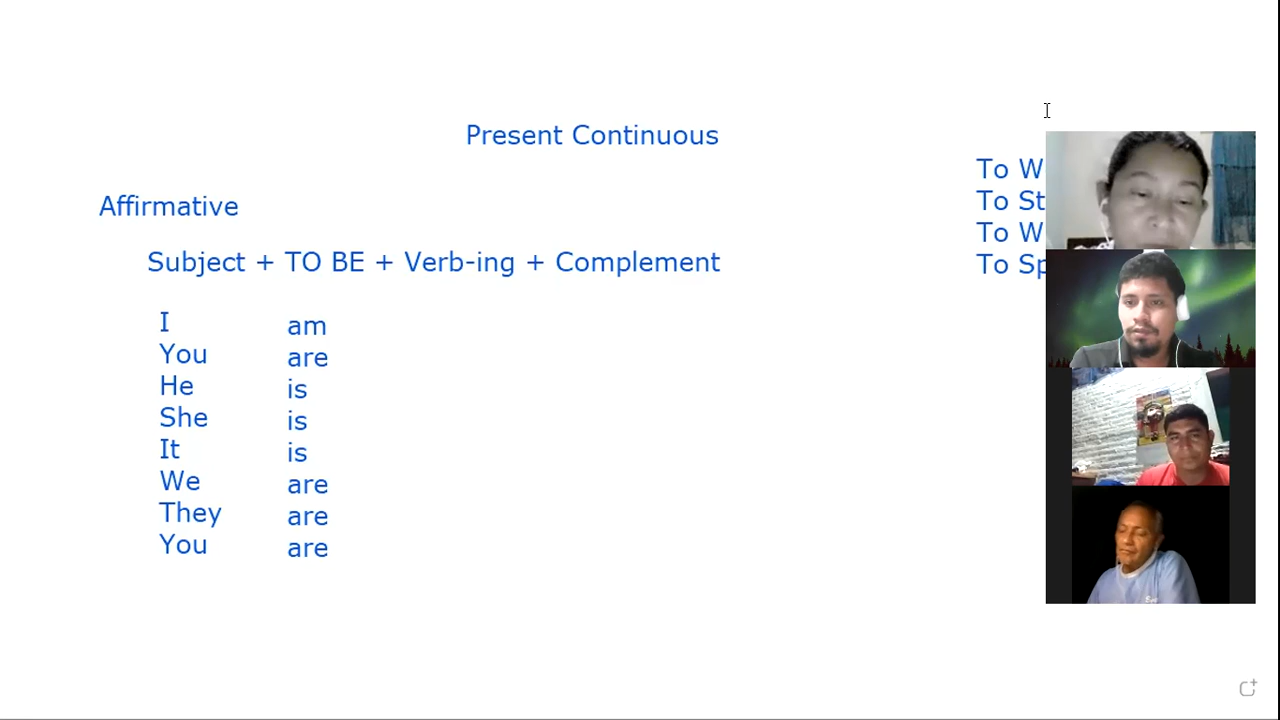 Present Continuous
To W
To St
To W
To Sp
Affirmative
Subject + TO BE + Verb-ing + Complement
I am
You are
He is
She is
It is
We are
They are
You are